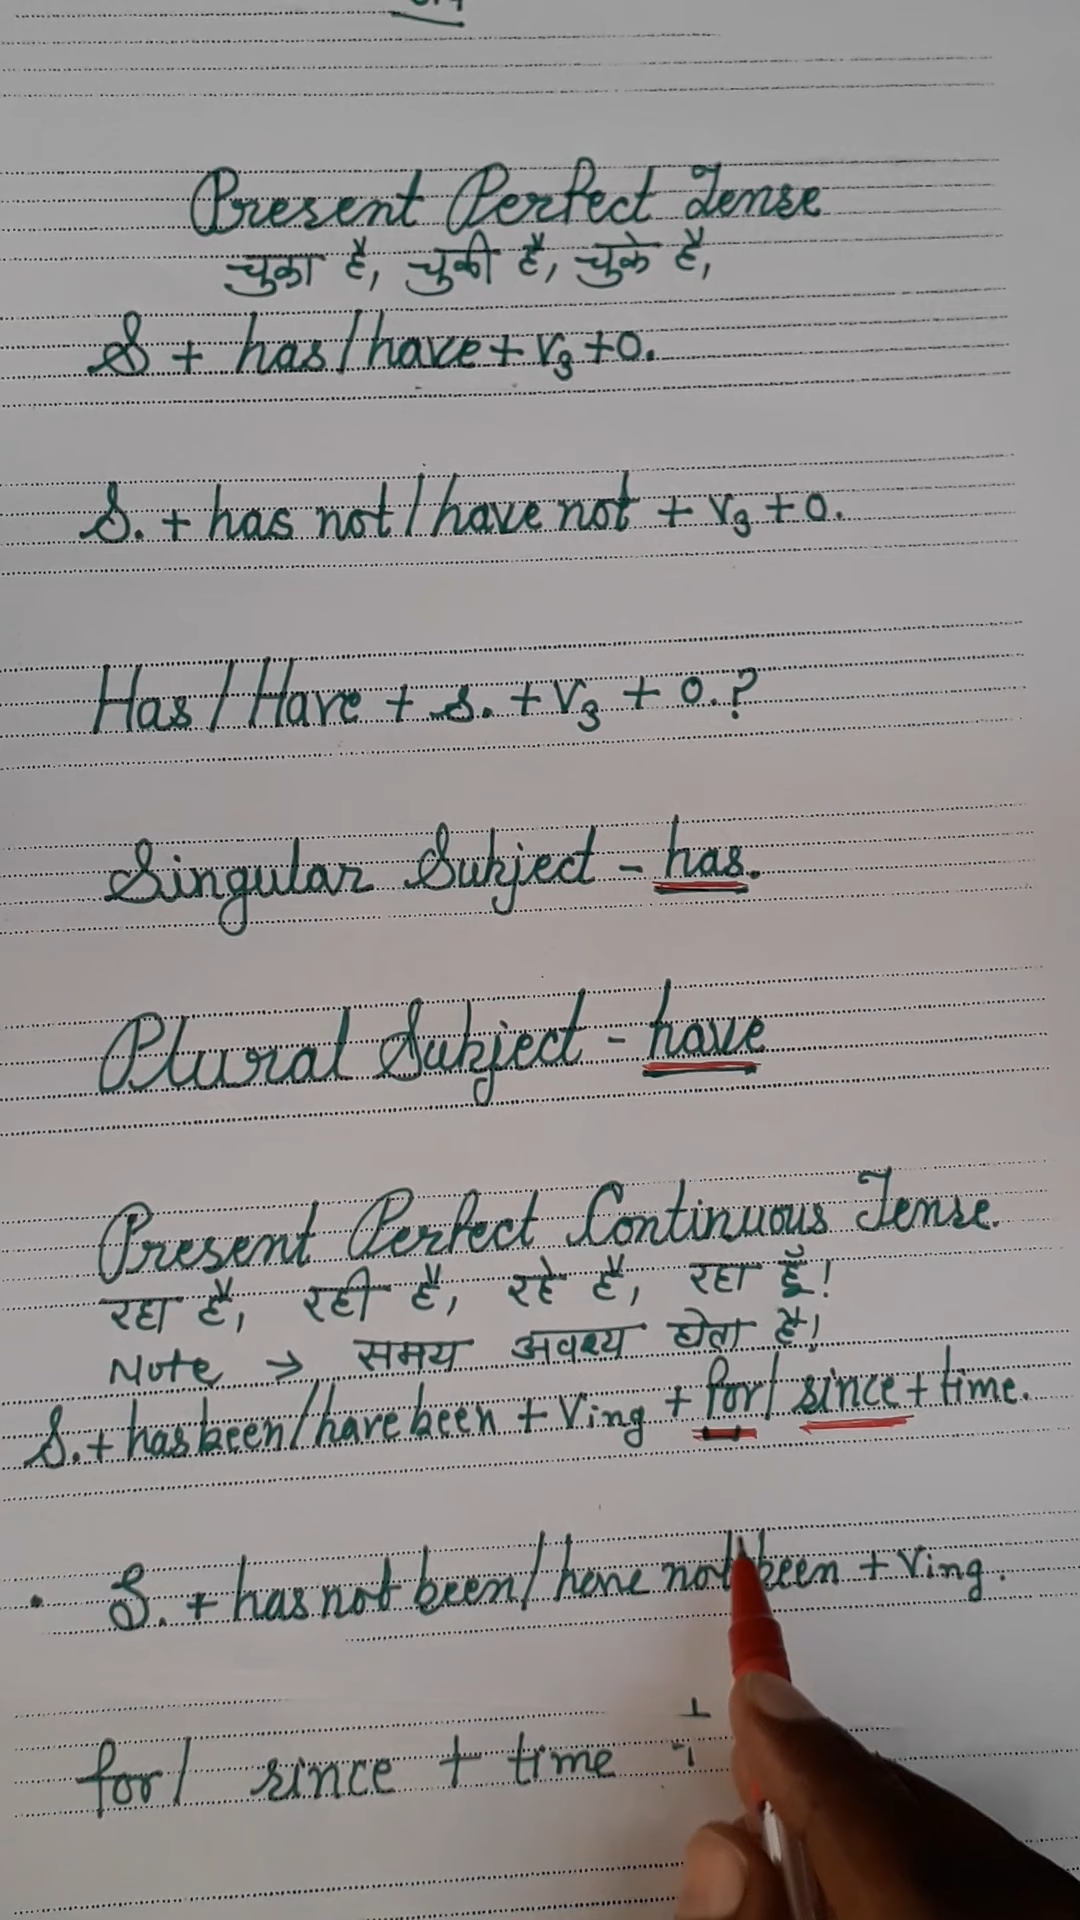 Present Perfect Tense
चुका है, चुकी है, चुके है,
S + has/have + V3 + O.
S. + has not / have not + V3 + O.
Has / Have + S. + V3 + O.?
Singular Subject - has.
Plural Subject - have
Present Perfect Continuous Tense.
रहा है, रही है, रहे है, रहा हूँ!
Note → समय अवश्य होता है।
S. + has been/have been + Ving + for/ since + time.
S. + has not been/have not been + Ving.
for/ since + time